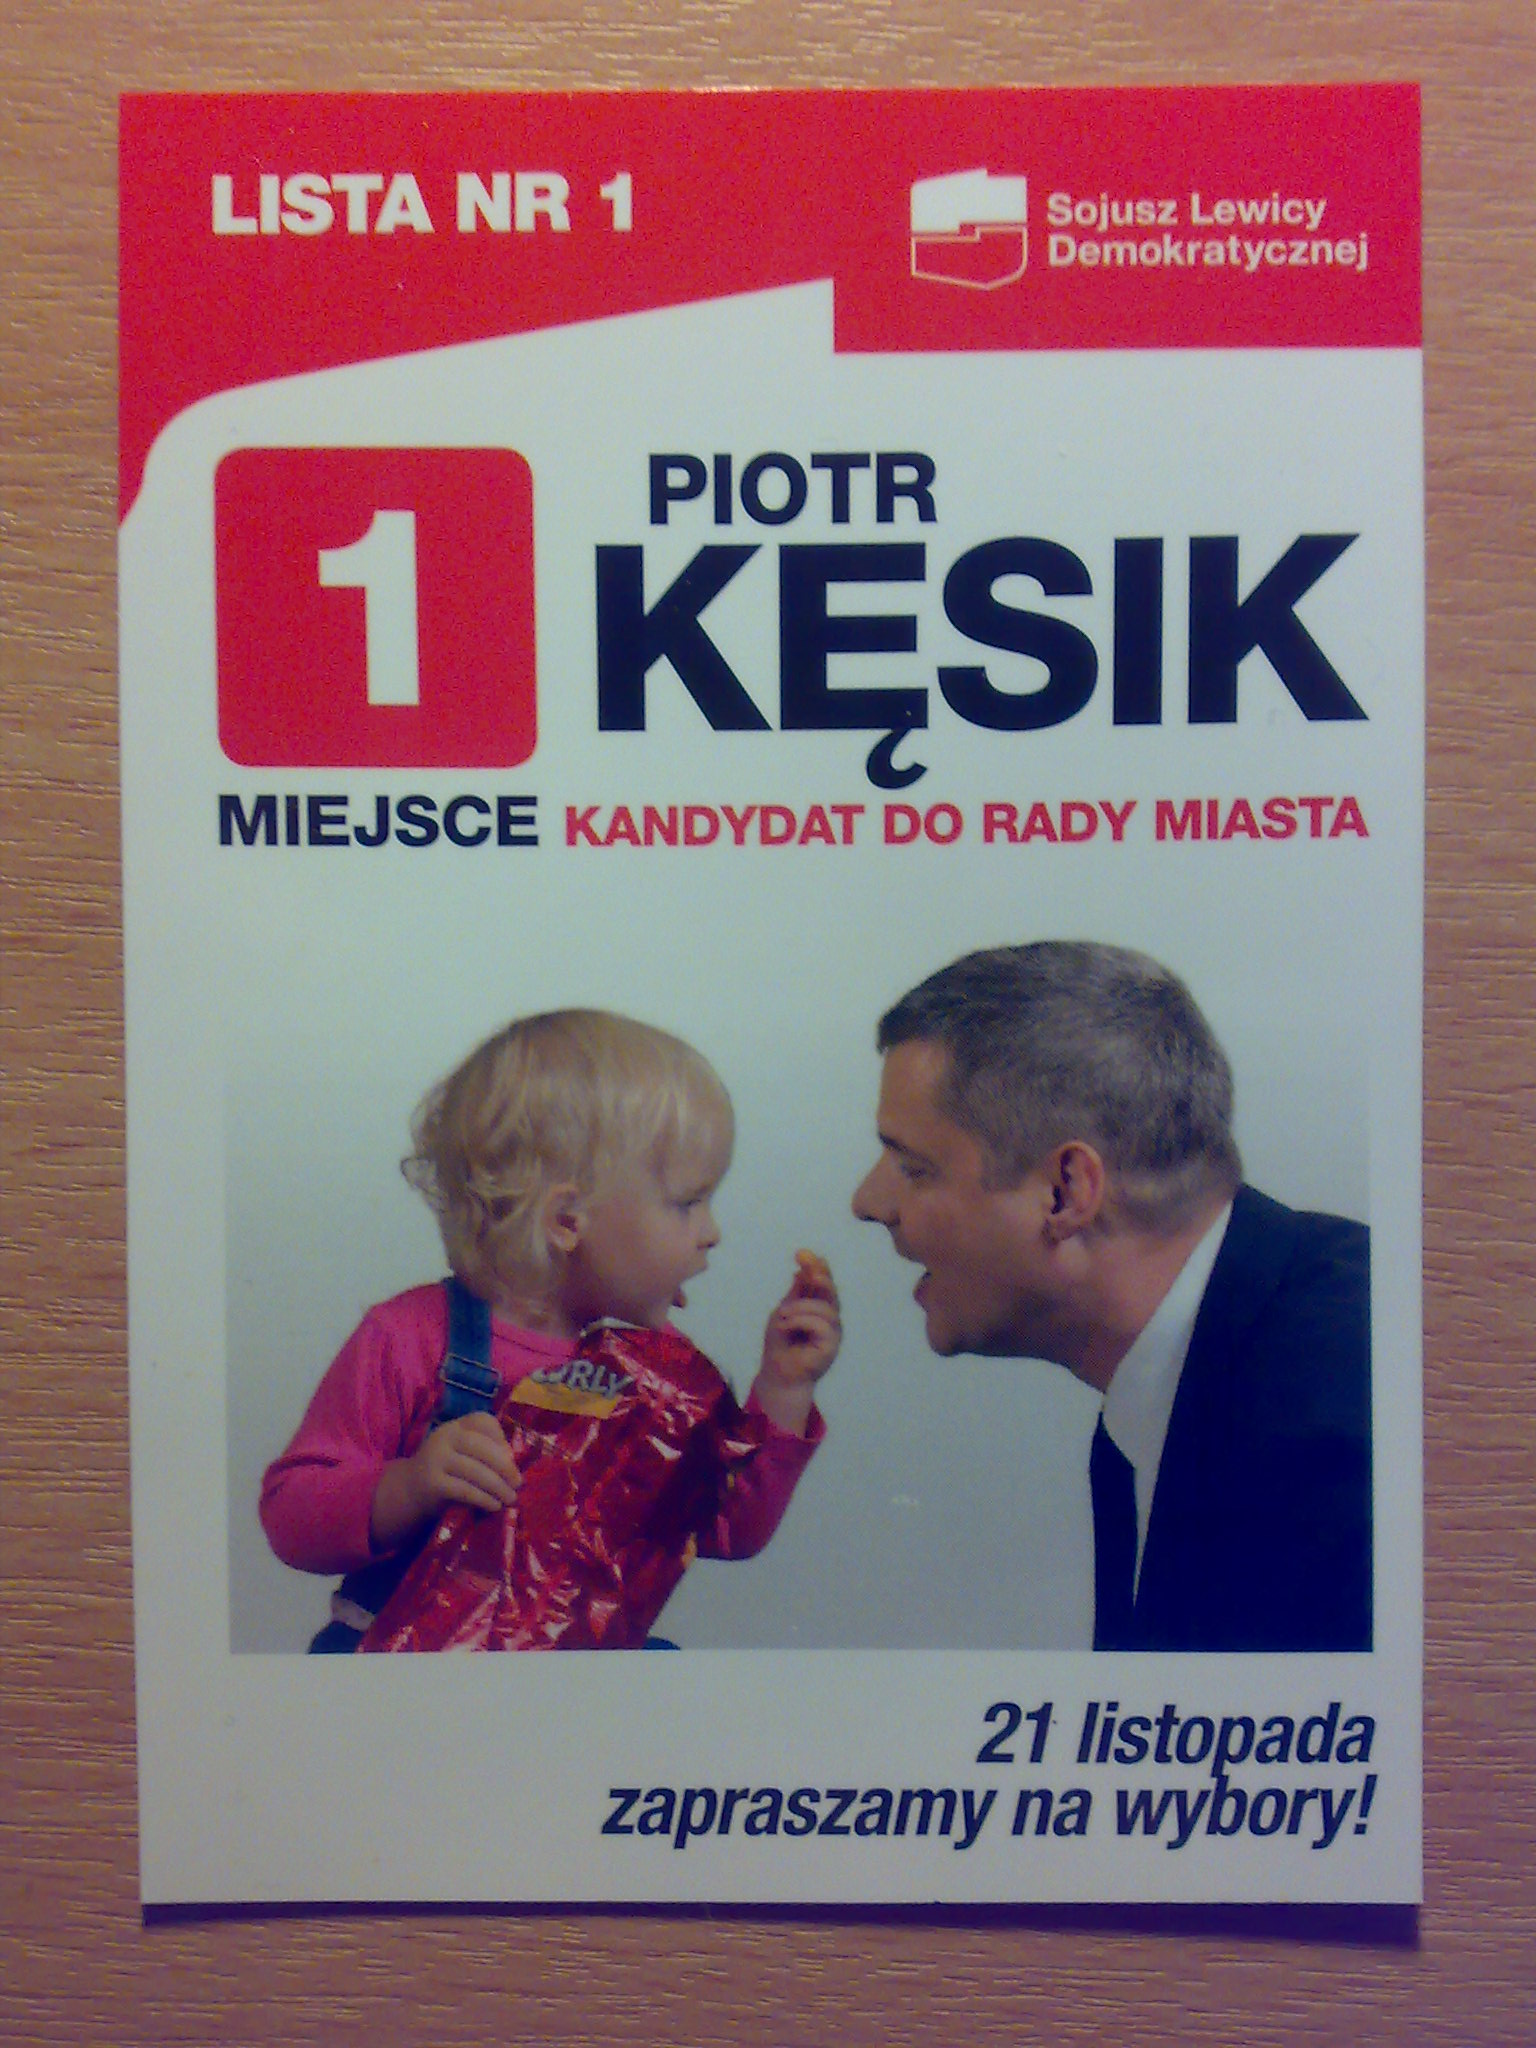 LISTA NR 1
Sojusz Lewicy
Demokratycznej
1
MIEJSCE
PIOTR
KĘSIK
KANDYDAT DO RADY MIASTA
21 listopada
zapraszamy na wybory!